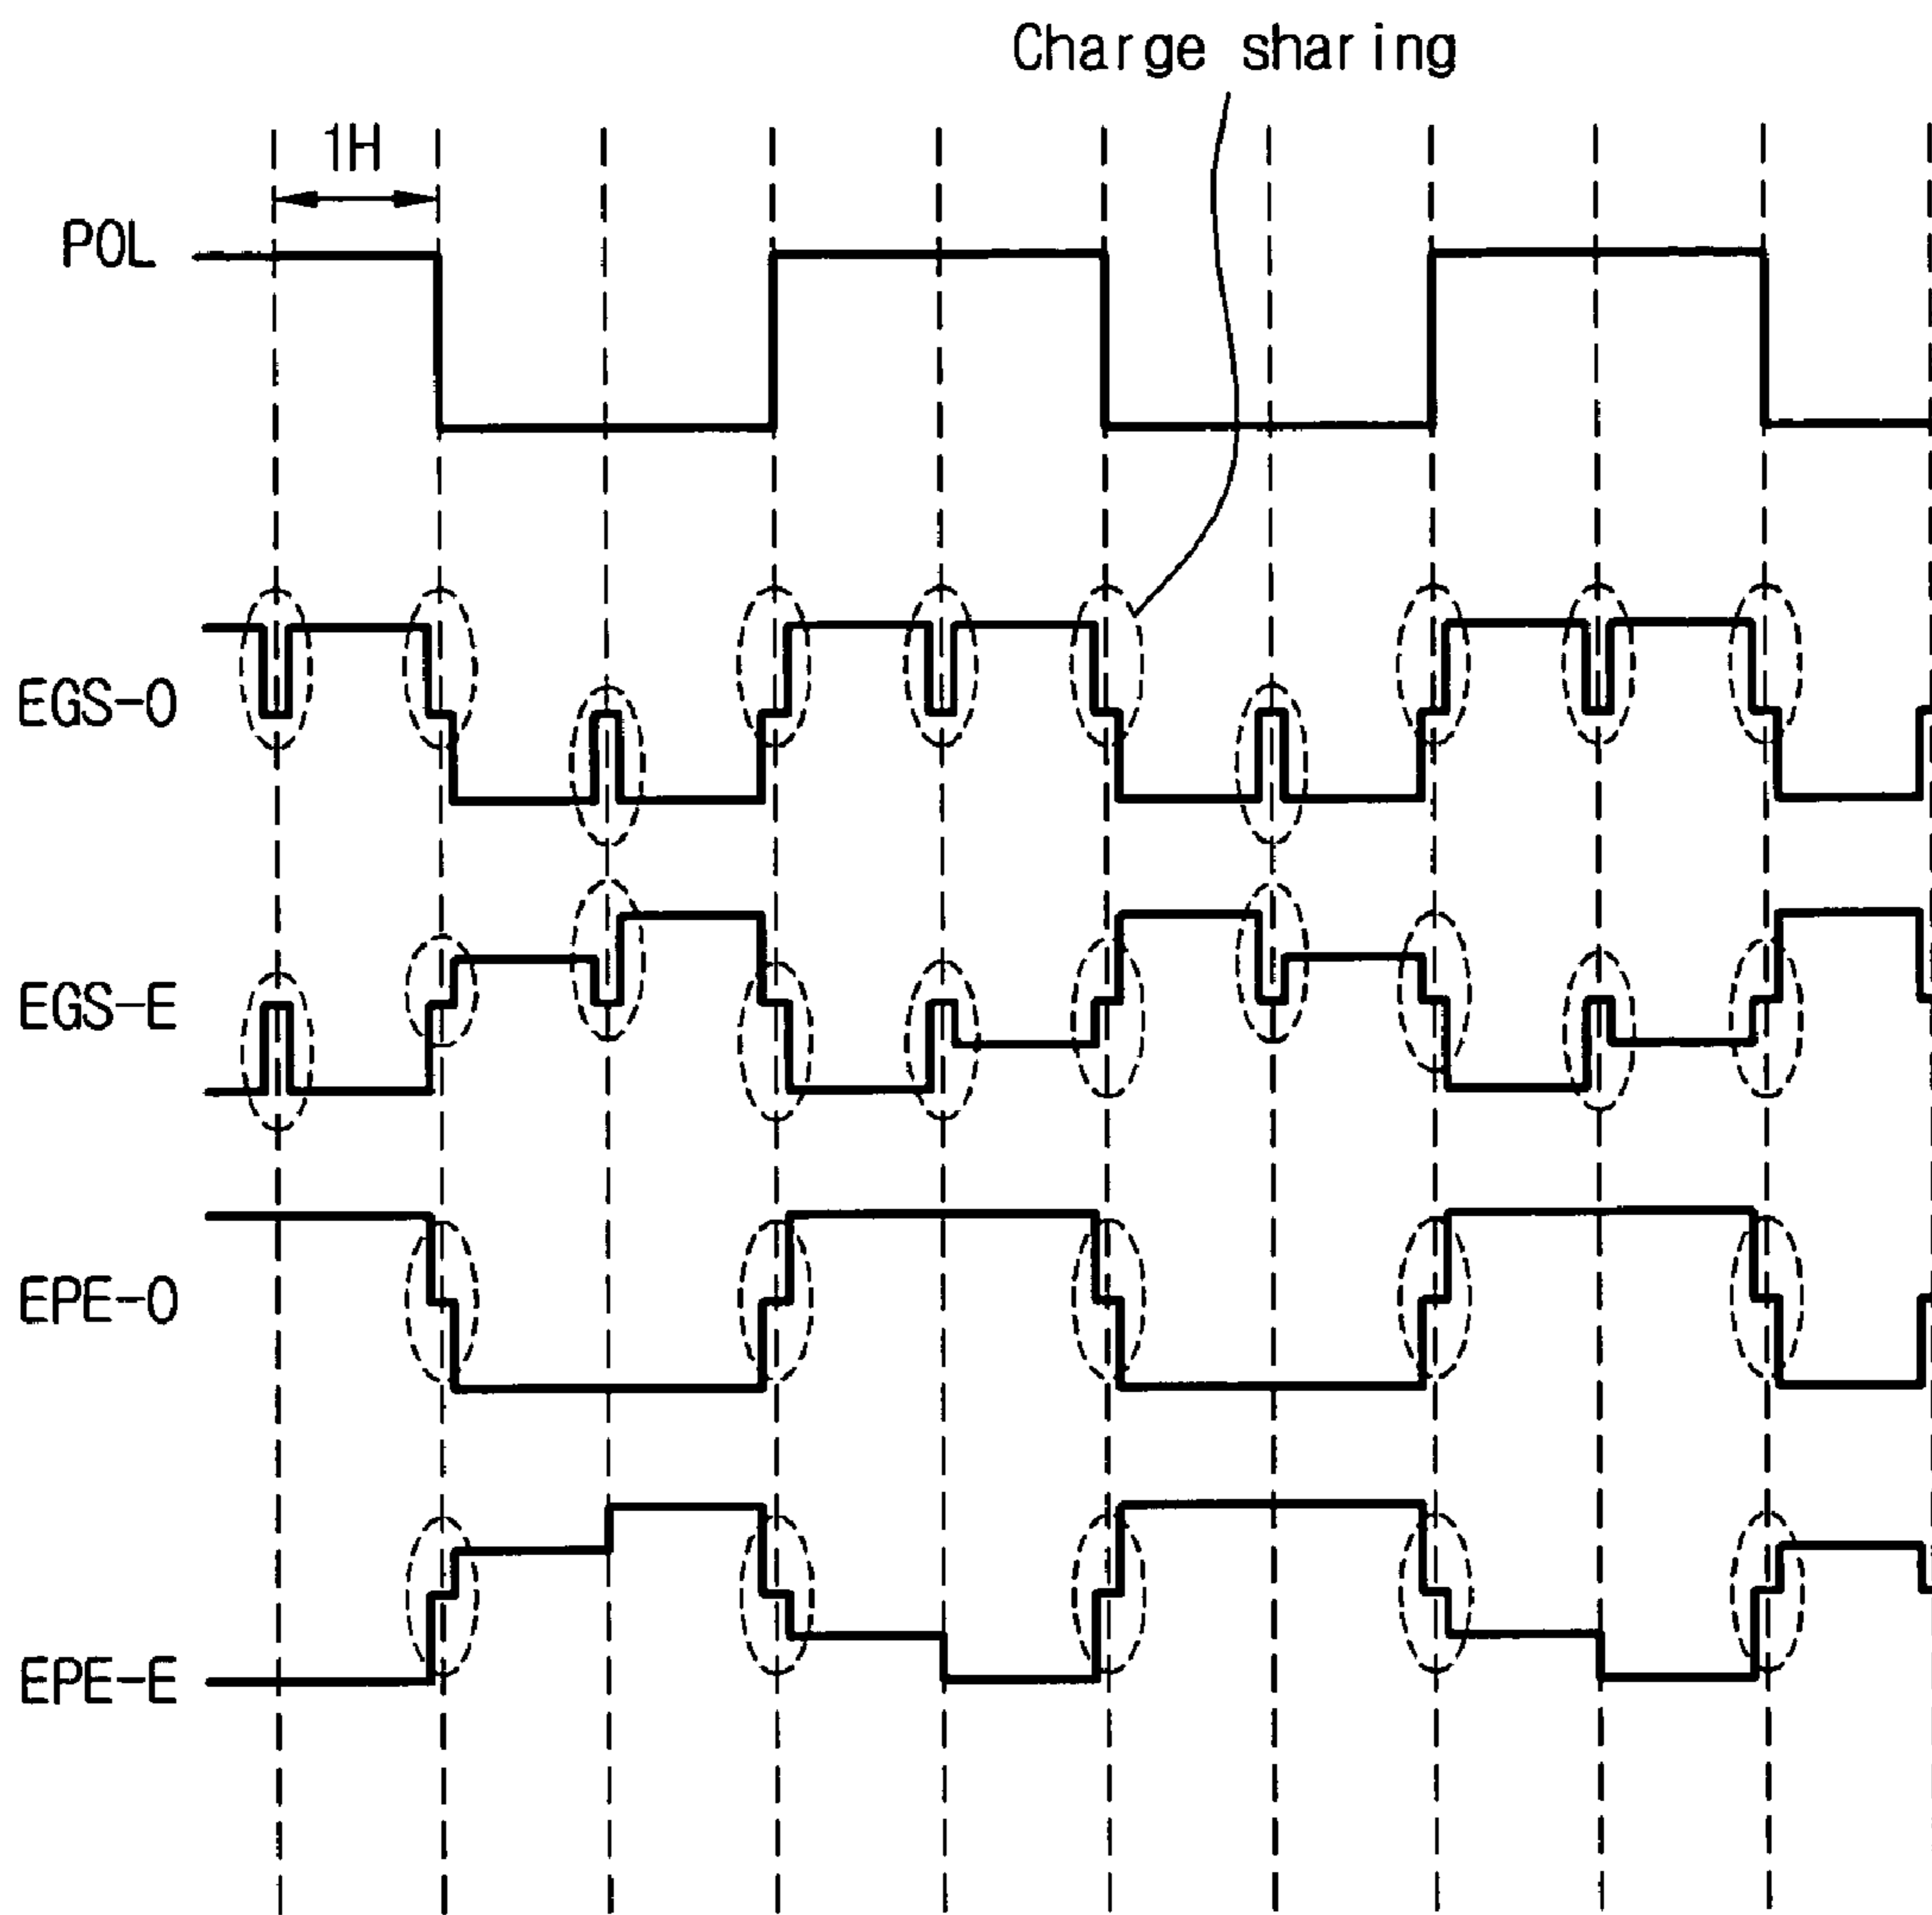 Charge sharing
1H
POL
EGS-O
EGS-E
EPE-O
EPE-E